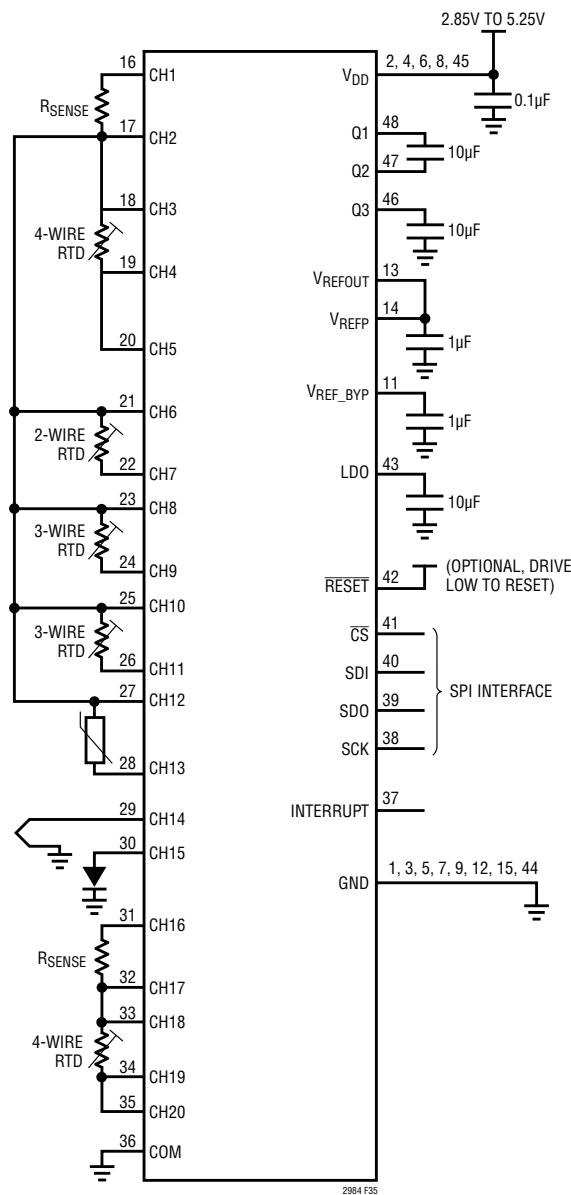 2.85V TO 5.25V
16 CH1
RSENSE
17 CH2
18 CH3
4-WIRE
RTD
19 CH4
20 CH5
21 CH6
2-WIRE
RTD
22 CH7
23 CH8
3-WIRE
RTD
24 CH9
25 CH10
3-WIRE
RTD
26 CH11
27 CH12
28 CH13
29 CH14
30 CH15
31 CH16
RSENSE
32 CH17
33 CH18
4-WIRE
RTD
34 CH19
35 CH20
36 COM
VDD 2, 4, 6, 8, 45
0.1µF
Q1 48
10µF
Q2 47
Q3 46
10µF
VREFOUT 13
VREFP 14
1µF
VREF_BYP 11
1µF
LDO 43
10µF
RESET 42
(OPTIONAL, DRIVE
LOW TO RESET)
CS 41
SDI 40
SPI INTERFACE
SDO 39
SCK 38
INTERRUPT 37
GND 1, 3, 5, 7, 9, 12, 15, 44
2984 F35